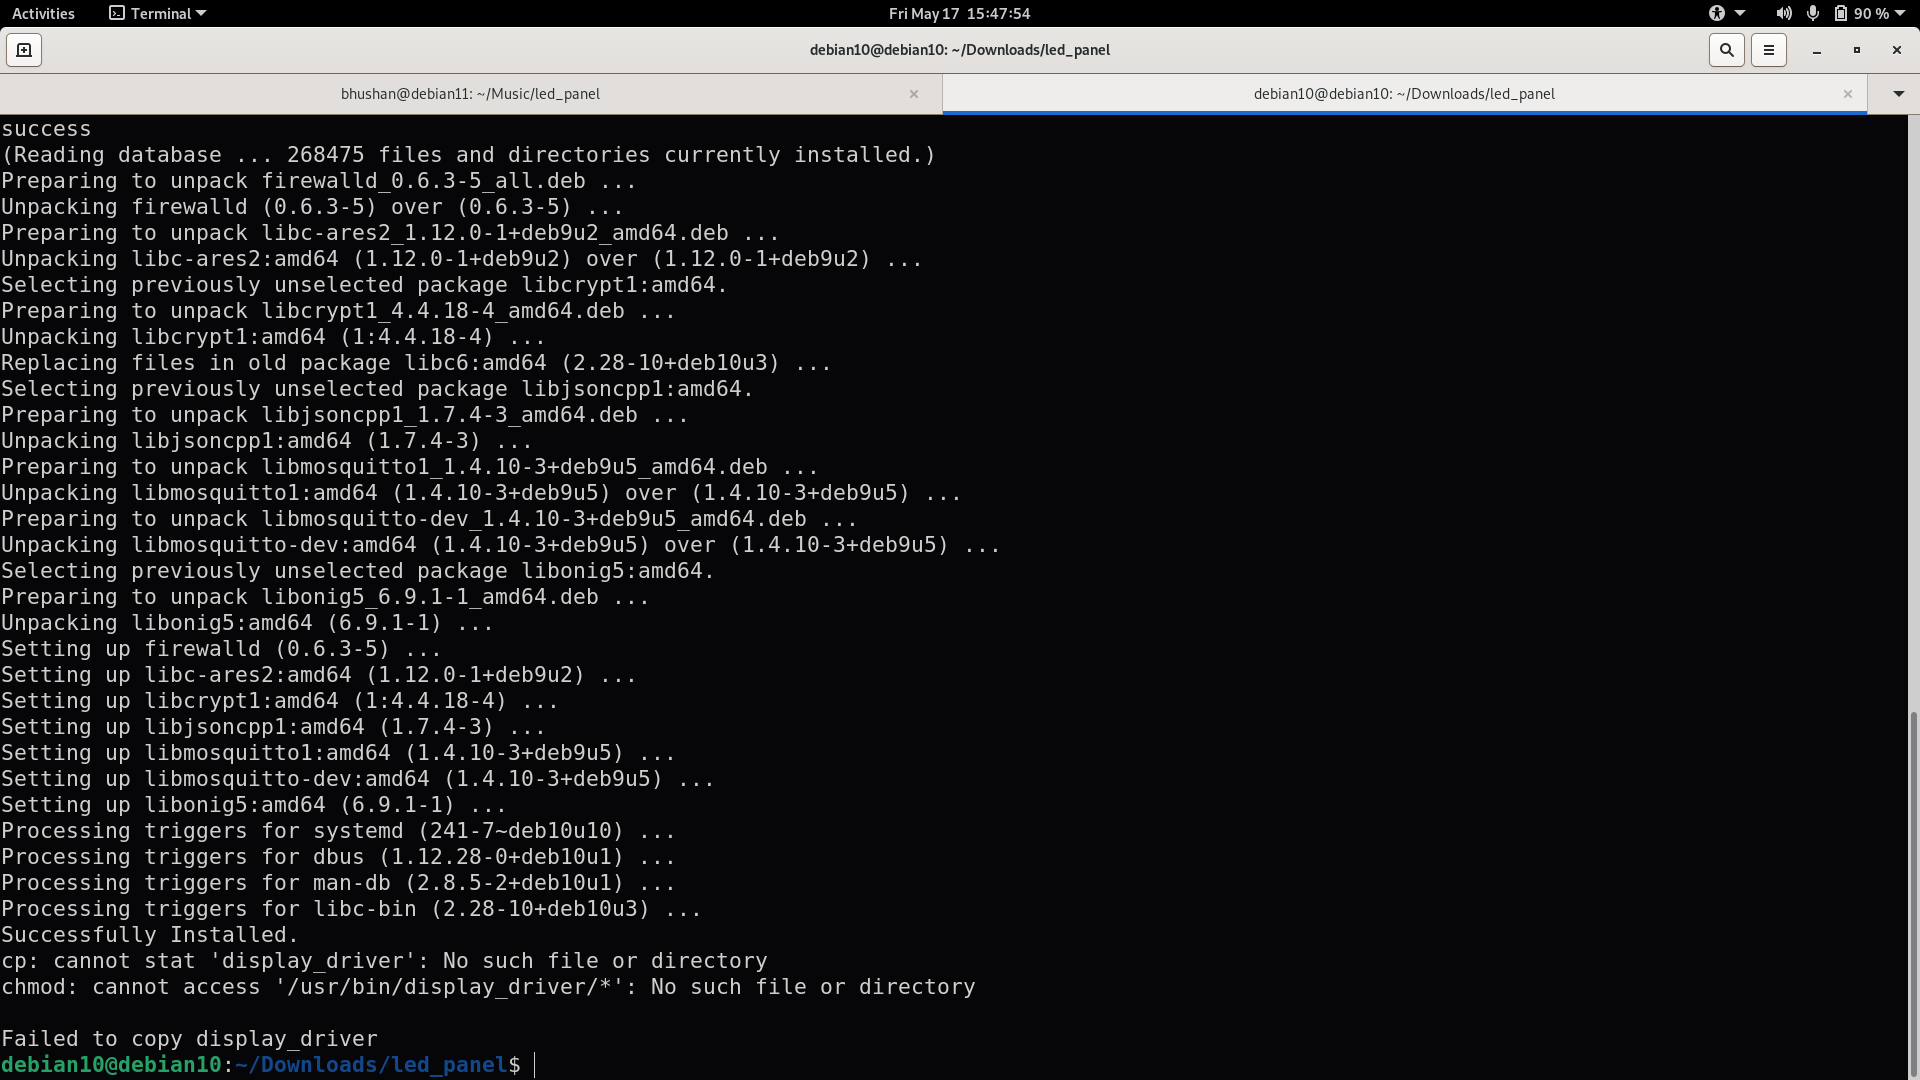 Activities Terminal Fri May 17 15:47:54 90 %
debian10@debian10: ~/Downloads/led_panel
bhushan@debian11: ~/Music/led_panel × debian10@debian10: ~/Downloads/led_panel ×
success
(Reading database ... 268475 files and directories currently installed.)
Preparing to unpack firewalld_0.6.3-5_all.deb ...
Unpacking firewalld (0.6.3-5) over (0.6.3-5) ...
Preparing to unpack libc-ares2_1.12.0-1+deb9u2_amd64.deb ...
Unpacking libc-ares2:amd64 (1.12.0-1+deb9u2) over (1.12.0-1+deb9u2) ...
Selecting previously unselected package libcrypt1:amd64.
Preparing to unpack libcrypt1_4.4.18-4_amd64.deb ...
Unpacking libcrypt1:amd64 (1:4.4.18-4) ...
Replacing files in old package libc6:amd64 (2.28-10+deb10u3) ...
Selecting previously unselected package libjsoncpp1:amd64.
Preparing to unpack libjsoncpp1_1.7.4-3_amd64.deb ...
Unpacking libjsoncpp1:amd64 (1.7.4-3) ...
Preparing to unpack libmosquitto1_1.4.10-3+deb9u5_amd64.deb ...
Unpacking libmosquitto1:amd64 (1.4.10-3+deb9u5) over (1.4.10-3+deb9u5) ...
Preparing to unpack libmosquitto-dev_1.4.10-3+deb9u5_amd64.deb ...
Unpacking libmosquitto-dev:amd64 (1.4.10-3+deb9u5) over (1.4.10-3+deb9u5) ...
Selecting previously unselected package libonig5:amd64.
Preparing to unpack libonig5_6.9.1-1_amd64.deb ...
Unpacking libonig5:amd64 (6.9.1-1) ...
Setting up firewalld (0.6.3-5) ...
Setting up libc-ares2:amd64 (1.12.0-1+deb9u2) ...
Setting up libcrypt1:amd64 (1:4.4.18-4) ...
Setting up libjsoncpp1:amd64 (1.7.4-3) ...
Setting up libmosquitto1:amd64 (1.4.10-3+deb9u5) ...
Setting up libmosquitto-dev:amd64 (1.4.10-3+deb9u5) ...
Setting up libonig5:amd64 (6.9.1-1) ...
Processing triggers for systemd (241-7~deb10u10) ...
Processing triggers for dbus (1.12.28-0+deb10u1) ...
Processing triggers for man-db (2.8.5-2+deb10u1) ...
Processing triggers for libc-bin (2.28-10+deb10u3) ...
Successfully Installed.
cp: cannot stat 'display_driver': No such file or directory
chmod: cannot access '/usr/bin/display_driver/*': No such file or directory
Failed to copy display_driver
debian10@debian10:~/Downloads/led_panel$